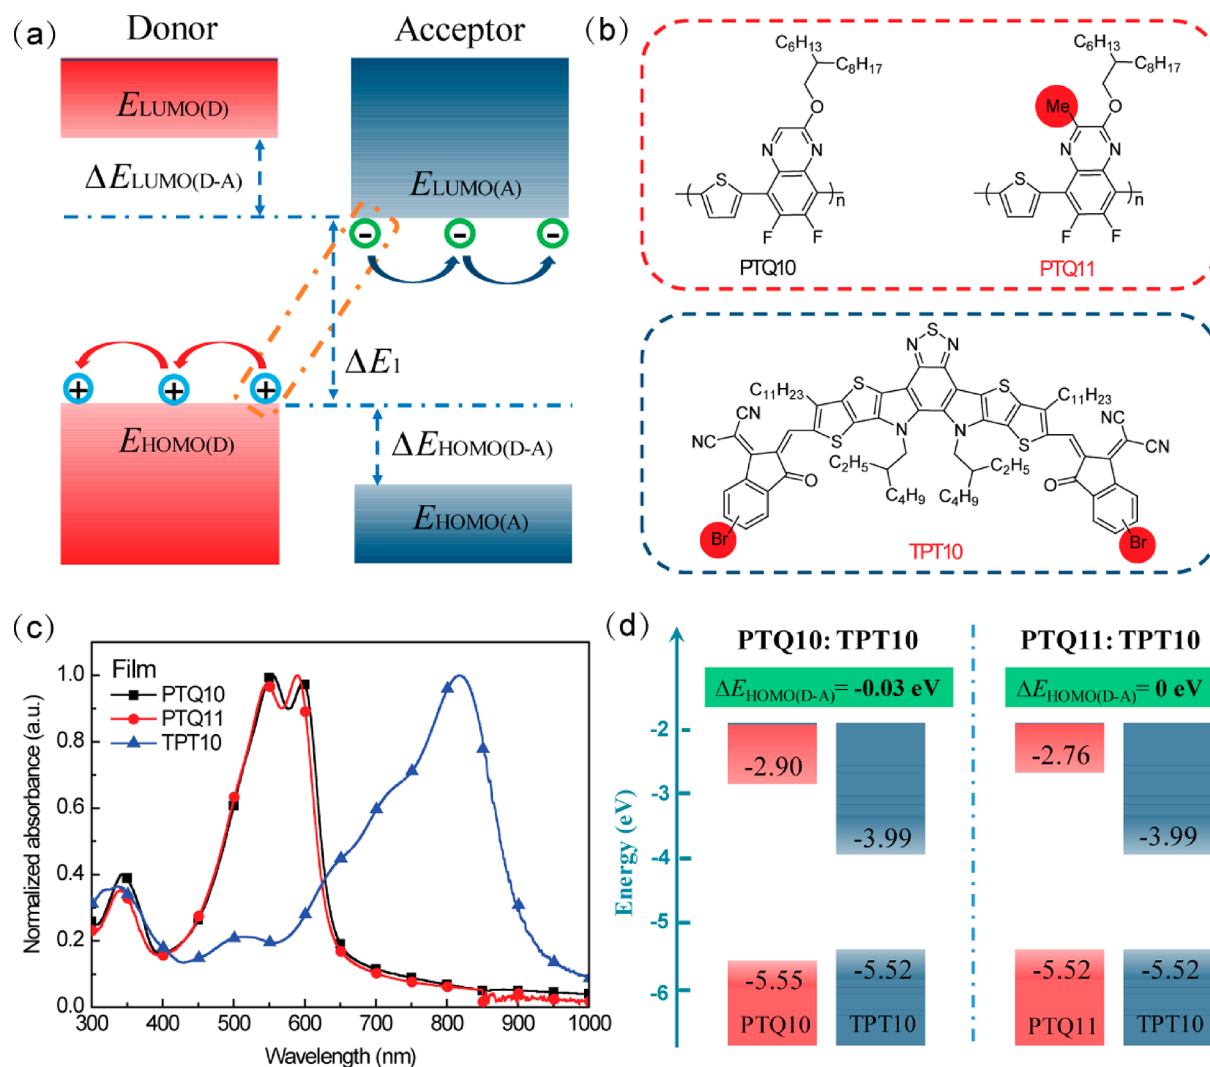 (a)
Donor
Acceptor
E_LUMO(D)
ΔE_LUMO(D-A)
E_LUMO(A)
- - -
ΔE₁
+ + +
E_HOMO(D)
ΔE_HOMO(D-A)
E_HOMO(A)
(b)
C₆H₁₃
C₈H₁₇
O
N N
S
n
F F
PTQ10
C₆H₁₃
C₈H₁₇
Me
O
N N
S
n
F F
PTQ11
S
N N
C₁₁H₂₃ S S C₁₁H₂₃
CN CN
NC S N N S CN
C₂H₅ C₂H₅
O O
C₄H₉ C₄H₉
Br Br
TPT10
(c)
Film
PTQ10
PTQ11
TPT10
Normalized absorbance (a.u.)
1.0
0.8
0.6
0.4
0.2
0.0
300 400 500 600 700 800 900 1000
Wavelength (nm)
(d)
PTQ10: TPT10
PTQ11: TPT10
ΔE_HOMO(D-A)= -0.03 eV
ΔE_HOMO(D-A)= 0 eV
Energy (eV)
-2
-3
-4
-5
-6
-2.90
-3.99
-5.55
-5.52
PTQ10
TPT10
-2.76
-3.99
-5.52
-5.52
PTQ11
TPT10